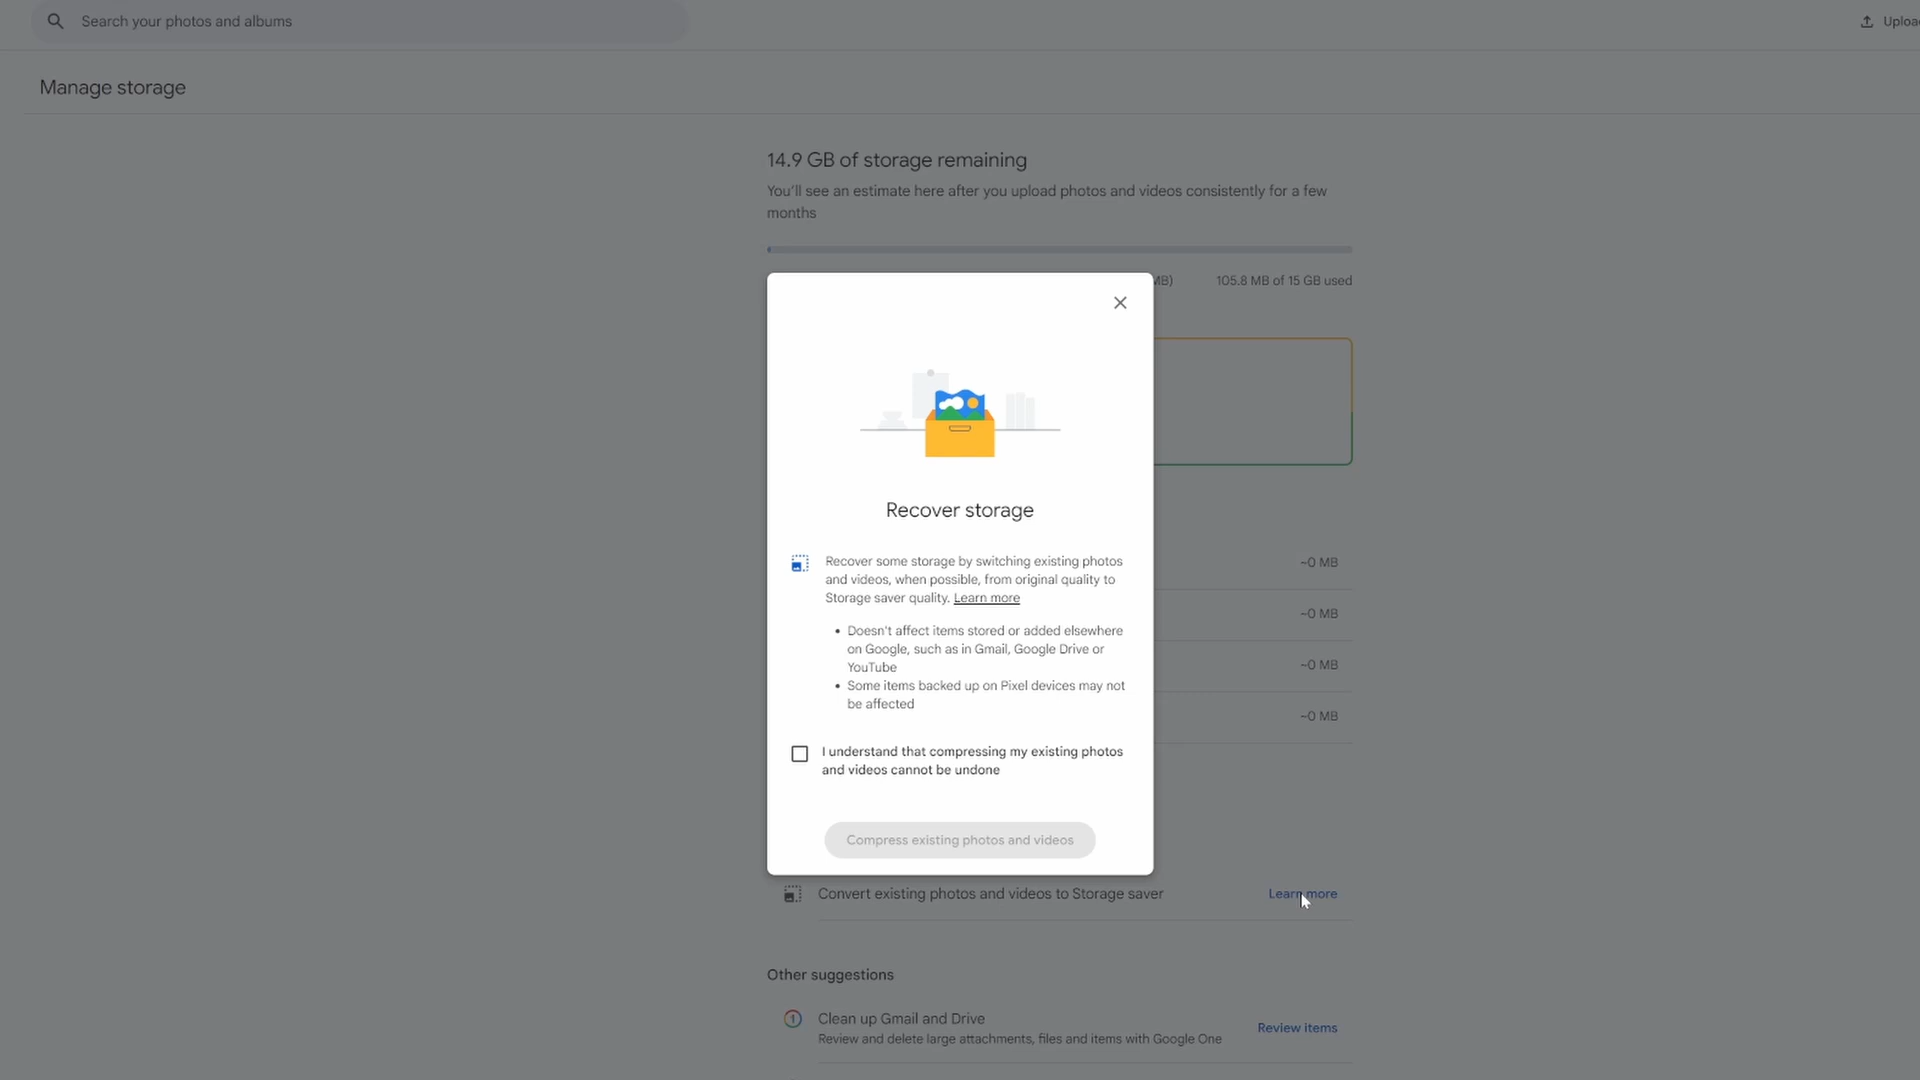 Search your photos and albums
Manage storage
14.9 GB of storage remaining
You'll see an estimate here after you upload photos and videos consistently for a few
months
MB)
105.8 MB of 15 GB used
Recover storage
Recover some storage by switching existing photos
and videos, when possible, from original quality to
Storage saver quality. Learn more
• Doesn't affect items stored or added elsewhere
on Google, such as in Gmail, Google Drive or
YouTube
• Some items backed up on Pixel devices may not
be affected
~0 MB
~0 MB
~0 MB
~0 MB
I understand that compressing my existing photos
and videos cannot be undone
Compress existing photos and videos
Convert existing photos and videos to Storage saver
Learn more
Other suggestions
Clean up Gmail and Drive
Review and delete large attachments, files and items with Google One
Review items